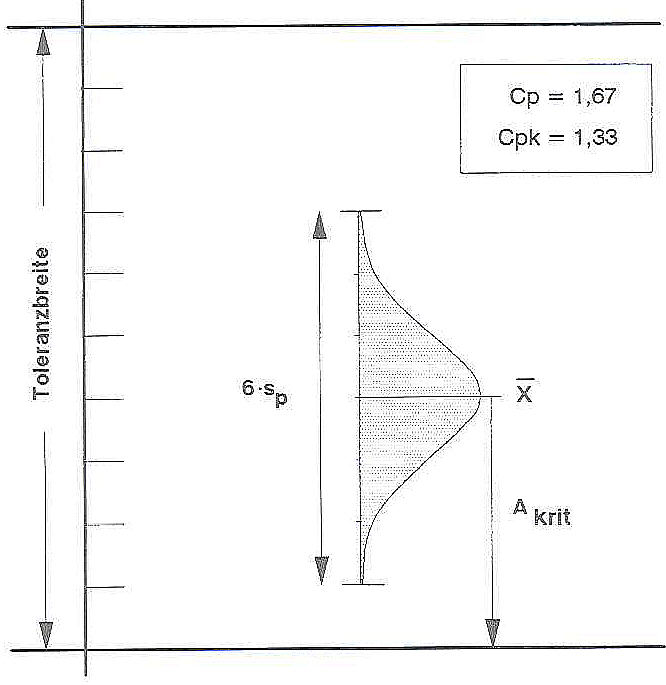 Cp = 1,67
Cpk = 1,33
Toleranzbreite
6·sp
X̅
A krit